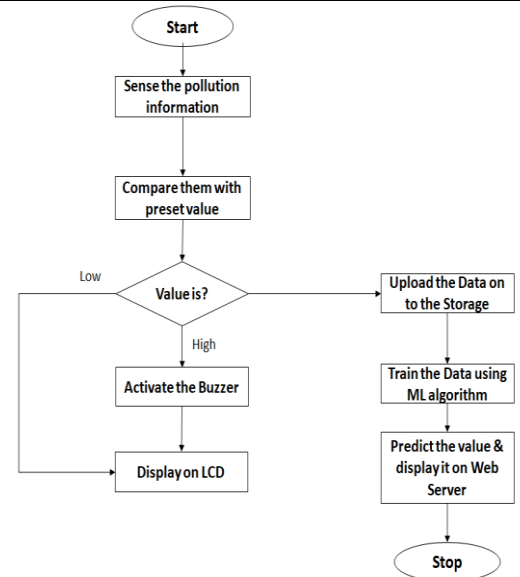 Start
Sense the pollution
information
Compare them with
preset value
Low
Value is?
High
Activate the Buzzer
Display on LCD
Upload the Data on
to the Storage
Train the Data using
ML algorithm
Predict the value &
display it on Web
Server
Stop